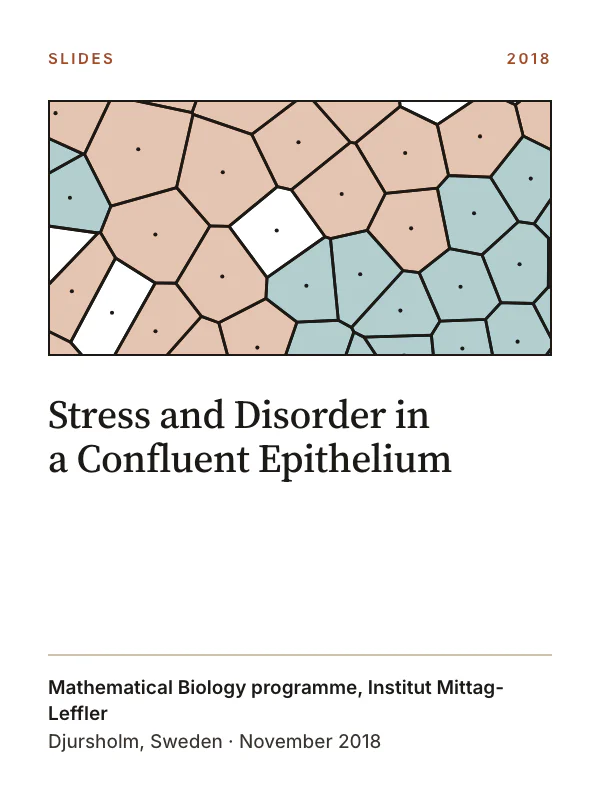 SLIDES 2018
Stress and Disorder in
a Confluent Epithelium
Mathematical Biology programme, Institut Mittag-
Leffler
Djursholm, Sweden · November 2018